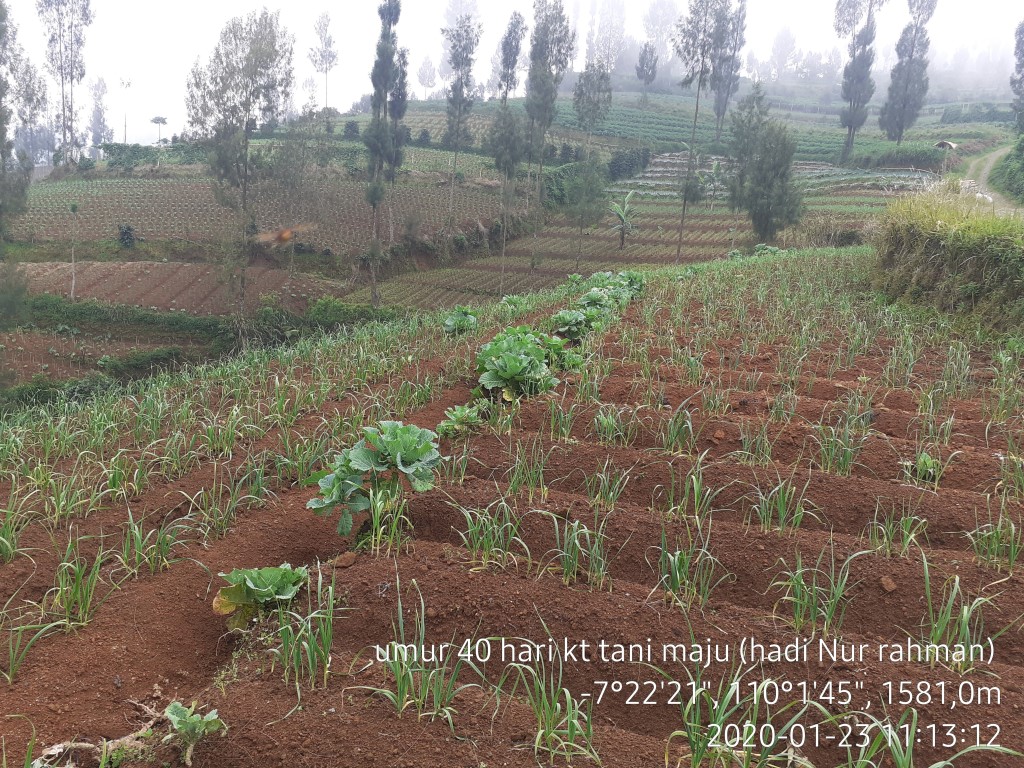 umur 40 hari kt tani maju (hadi Nur rahman)
-7°22'21", 110°1'45", 1581,0m
2020-01-23 11:13:12